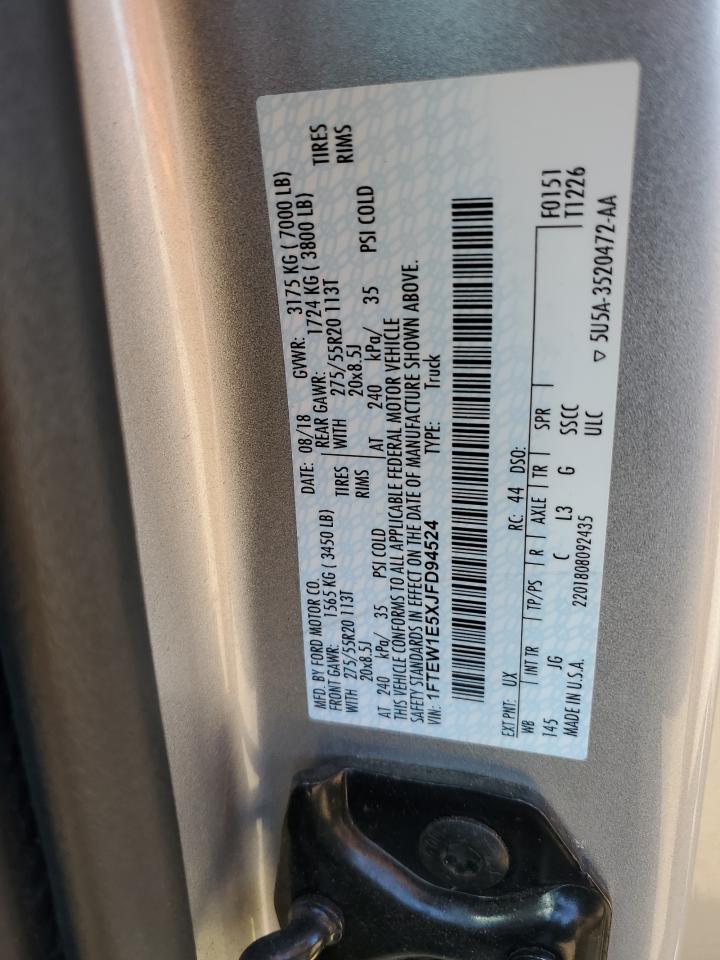 MFD. BY FORD MOTOR CO.
DATE: 08/18 GVWR: 3175 KG ( 7000 LB)
FRONT GAWR: 1565 KG (3450 LB)
REAR GAWR: 1724 KG ( 3800 LB)
WITH 275/55R20 113T TIRES
WITH 275/55R20 113T TIRES
20x8.5J RIMS
20x8.5J RIMS
AT 240 kPa/ 35 PSI COLD
AT 240 kPa/ 35 PSI COLD
THIS VEHICLE CONFORMS TO ALL APPLICABLE FEDERAL MOTOR VEHICLE
SAFETY STANDARDS IN EFFECT ON THE DATE OF MANUFACTURE SHOWN ABOVE.
VIN: 1FTEW1E5XJFD94524 TYPE: Truck
EXT PNT: UX RC: 44 DSO:
WB INT TR TP/PS R AXLE TR SPR
F0151
145 JG C L3 G SSCC T1226
MADE IN U.S.A. 2201808092435 ULC
▽ 5U5A-3520472-AA